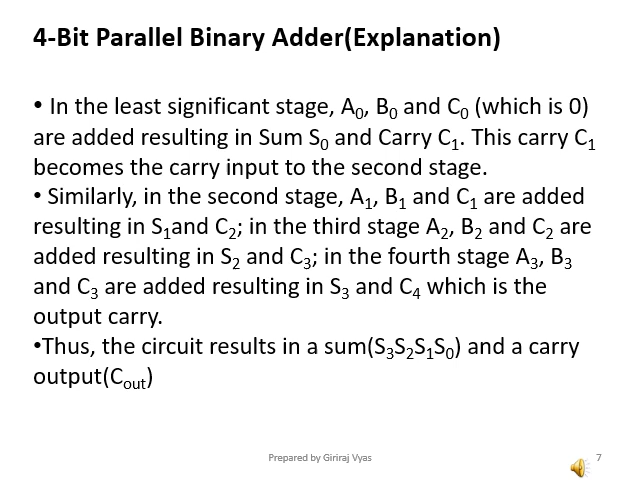 4-Bit Parallel Binary Adder(Explanation)
• In the least significant stage, A₀, B₀ and C₀ (which is 0)
are added resulting in Sum S₀ and Carry C₁. This carry C₁
becomes the carry input to the second stage.
• Similarly, in the second stage, A₁, B₁ and C₁ are added
resulting in S₁and C₂; in the third stage A₂, B₂ and C₂ are
added resulting in S₂ and C₃; in the fourth stage A₃, B₃
and C₃ are added resulting in S₃ and C₄ which is the
output carry.
•Thus, the circuit results in a sum(S₃S₂S₁S₀) and a carry
output(Cout)
Prepared by Giriraj Vyas
7